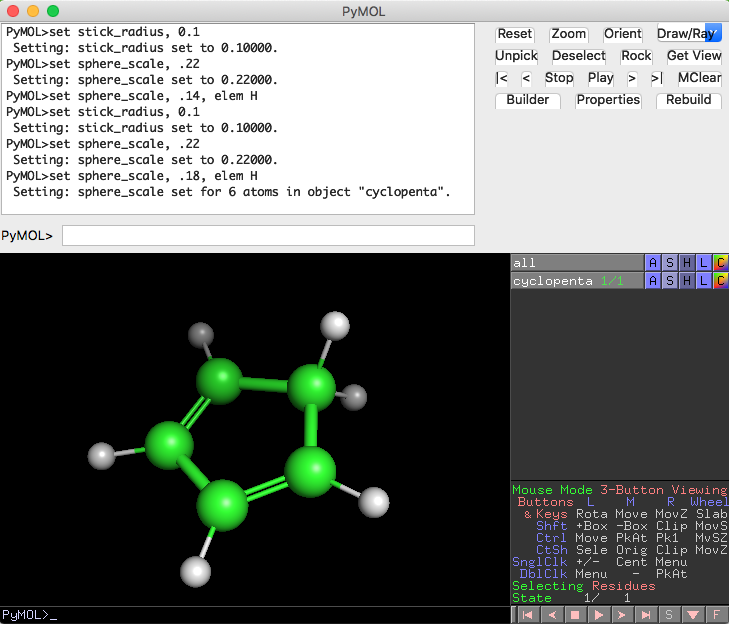 PyMOL
PyMOL>set stick_radius, 0.1
Setting: stick_radius set to 0.10000.
PyMOL>set sphere_scale, .22
Setting: sphere_scale set to 0.22000.
PyMOL>set sphere_scale, .14, elem H
PyMOL>set stick_radius, 0.1
Setting: stick_radius set to 0.10000.
PyMOL>set sphere_scale, .22
Setting: sphere_scale set to 0.22000.
PyMOL>set sphere_scale, .18, elem H
Setting: sphere_scale set for 6 atoms in object "cyclopenta".
PyMOL>
Reset Zoom Orient Draw/Ray
Unpick Deselect Rock Get View
|< < Stop Play > >| MClear
Builder Properties Rebuild
all A S H L C
cyclopenta 1/1 A S H L C
Mouse Mode 3-Button Viewing
Buttons L M R Wheel
& Keys Rota Move MovZ Slab
Shft +Box -Box Clip MovS
Ctrl Move PkAt Pk1 MvSZ
CtSh Sele Orig Clip MovZ
SnglClk +/- Cent Menu
DblClk Menu - PkAt
Selecting Residues
State 1/ 1
PyMOL>_
S F